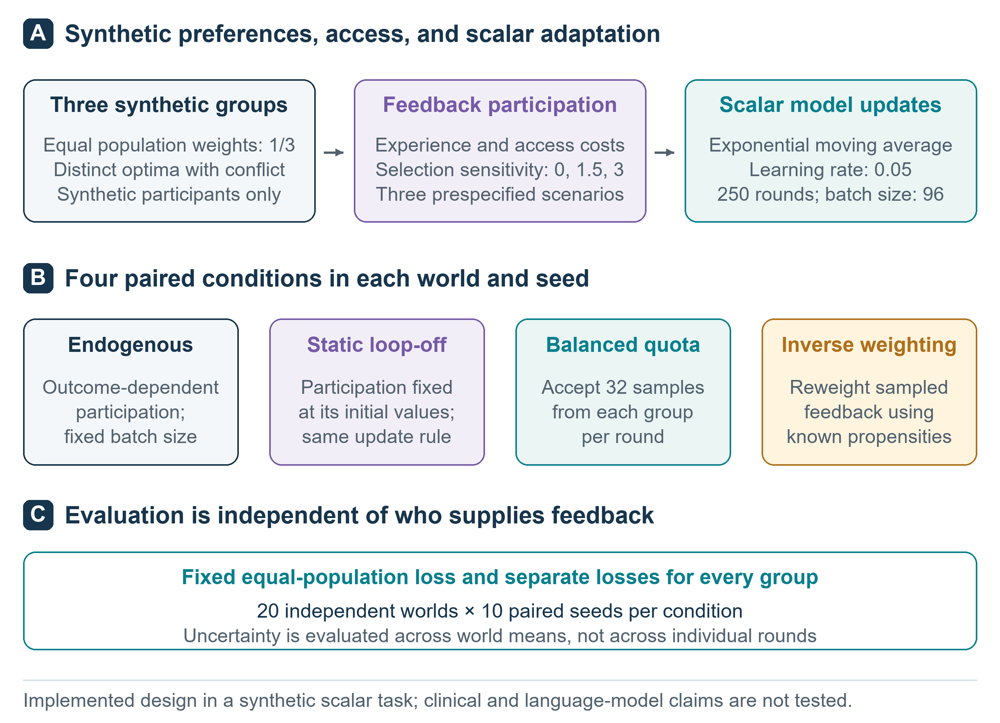 A Synthetic preferences, access, and scalar adaptation
Three synthetic groups
Equal population weights: 1/3
Distinct optima with conflict
Synthetic participants only
Feedback participation
Experience and access costs
Selection sensitivity: 0, 1.5, 3
Three prespecified scenarios
Scalar model updates
Exponential moving average
Learning rate: 0.05
250 rounds; batch size: 96
B Four paired conditions in each world and seed
Endogenous
Outcome-dependent
participation;
fixed batch size
Static loop-off
Participation fixed
at its initial values;
same update rule
Balanced quota
Accept 32 samples
from each group
per round
Inverse weighting
Reweight sampled
feedback using
known propensities
C Evaluation is independent of who supplies feedback
Fixed equal-population loss and separate losses for every group
20 independent worlds × 10 paired seeds per condition
Uncertainty is evaluated across world means, not across individual rounds
Implemented design in a synthetic scalar task; clinical and language-model claims are not tested.